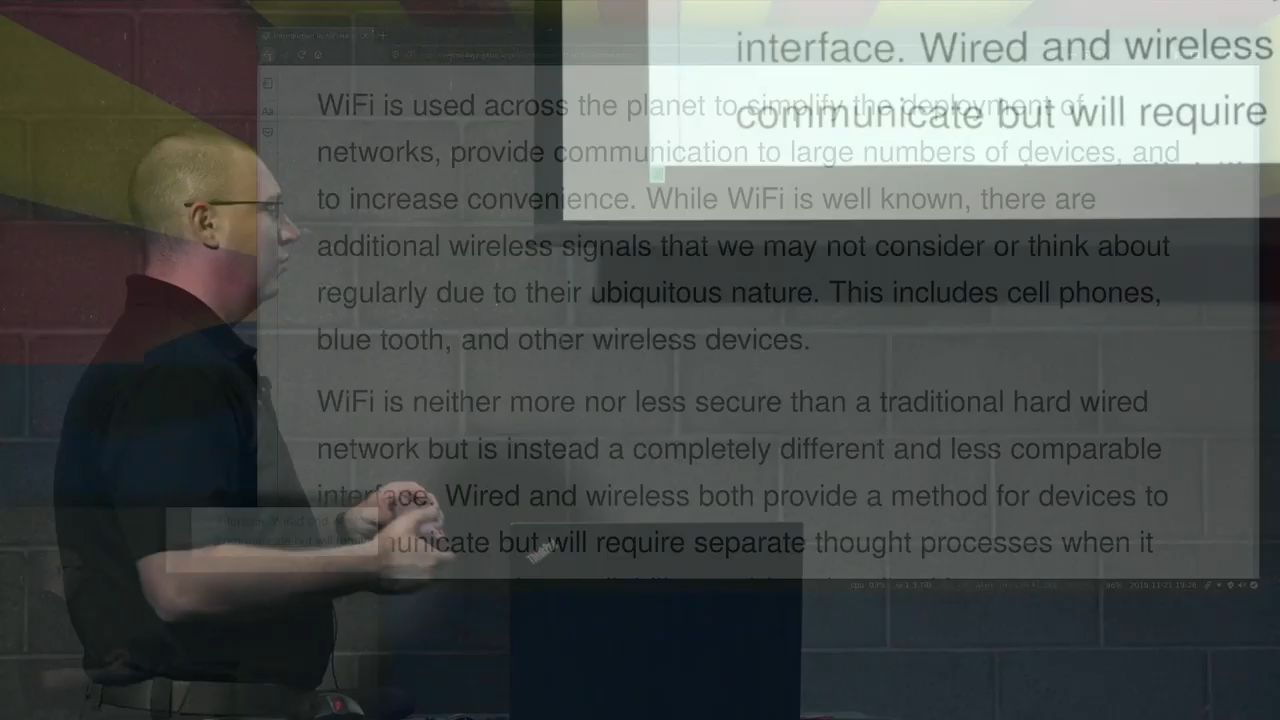 interface. Wired and wireless
communicate but will require
WiFi is used across the planet to simplify the deployment of
networks, provide communication to large numbers of devices, and
to increase convenience. While WiFi is well known, there are
additional wireless signals that we may not consider or think about
regularly due to their ubiquitous nature. This includes cell phones,
blue tooth, and other wireless devices.
WiFi is neither more nor less secure than a traditional hard wired
network but is instead a completely different and less comparable
interface. Wired and wireless both provide a method for devices to
but will require separate thought processes when it